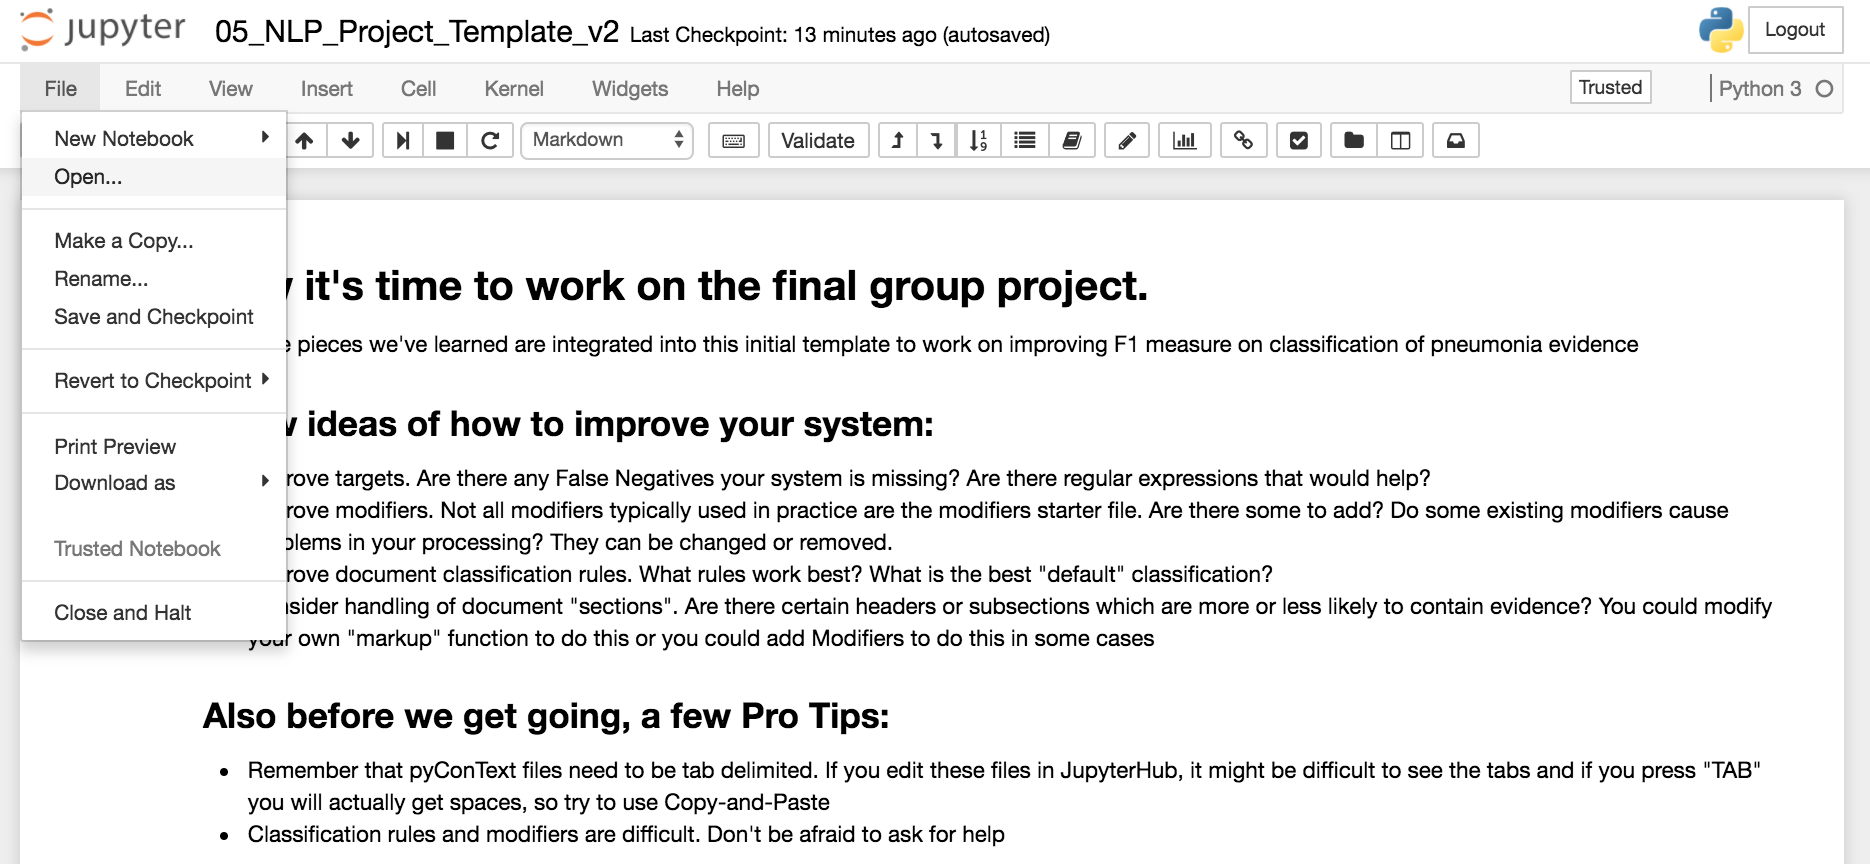 jupyter 05_NLP_Project_Template_v2 Last Checkpoint: 13 minutes ago (autosaved) Logout
File Edit View Insert Cell Kernel Widgets Help Trusted Python 3
Markdown Validate
New Notebook
Open...
Make a Copy...
Rename...
Save and Checkpoint
Revert to Checkpoint
Print Preview
Download as
Trusted Notebook
Close and Halt
it's time to work on the final group project.
pieces we've learned are integrated into this initial template to work on improving F1 measure on classification of pneumonia evidence
ideas of how to improve your system:
rove targets. Are there any False Negatives your system is missing? Are there regular expressions that would help?
rove modifiers. Not all modifiers typically used in practice are the modifiers starter file. Are there some to add? Do some existing modifiers cause
olems in your processing? They can be changed or removed.
rove document classification rules. What rules work best? What is the best "default" classification?
nsider handling of document "sections". Are there certain headers or subsections which are more or less likely to contain evidence? You could modify
your own "markup" function to do this or you could add Modifiers to do this in some cases
Also before we get going, a few Pro Tips:
• Remember that pyConText files need to be tab delimited. If you edit these files in JupyterHub, it might be difficult to see the tabs and if you press "TAB"
you will actually get spaces, so try to use Copy-and-Paste
• Classification rules and modifiers are difficult. Don't be afraid to ask for help